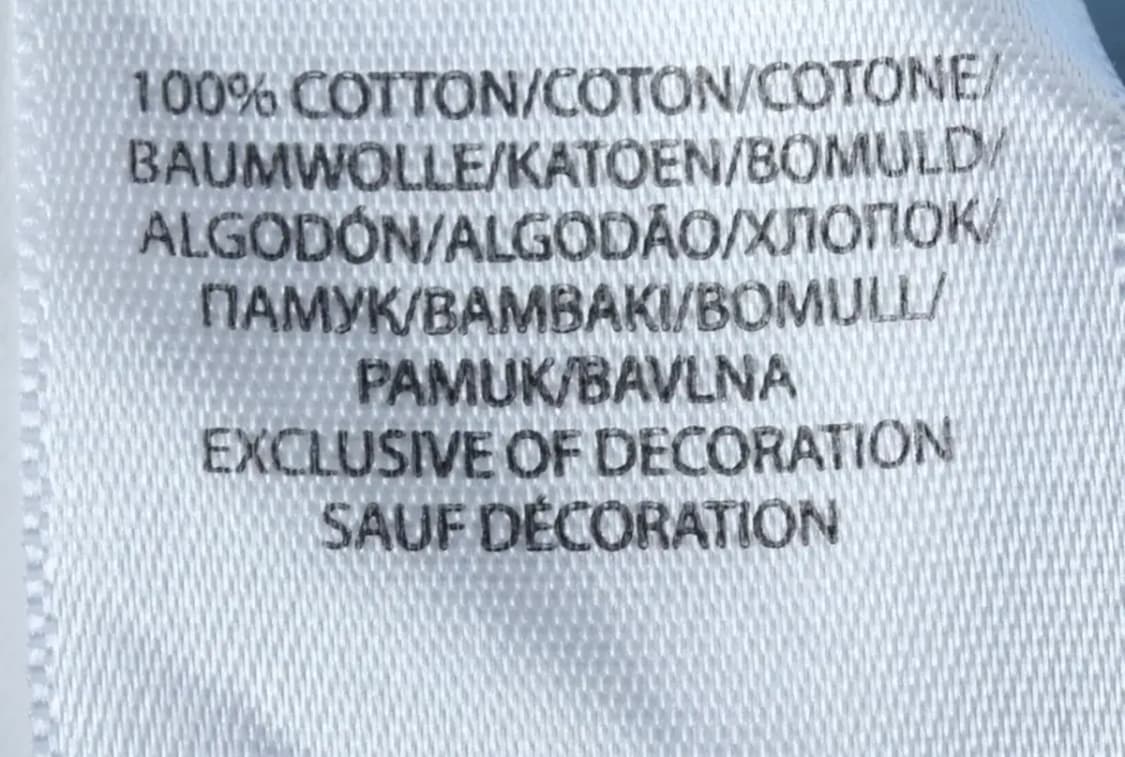 100% COTTON/COTON/COTONE/
BAUMWOLLE/KATOEN/BOMULD/
ALGODÓN/ALGODÃO/ХЛОПОК/
ПАМУК/BAMBAKI/BOMULL/
PAMUK/BAVLNA
EXCLUSIVE OF DECORATION
SAUF DÉCORATION